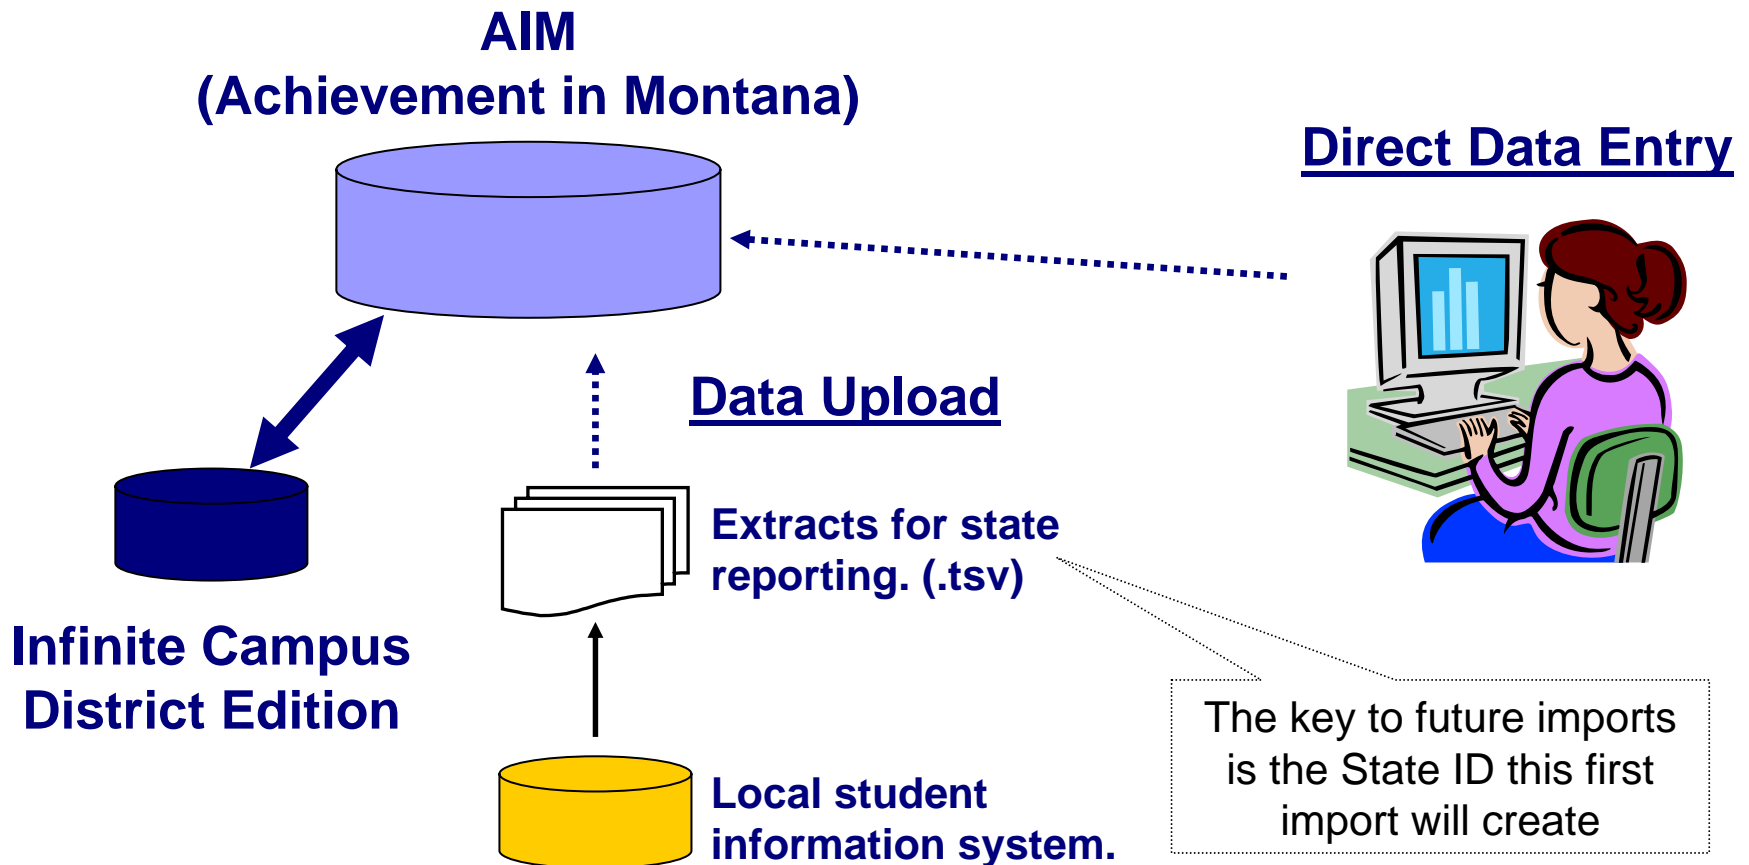 AIM
(Achievement in Montana)
Direct Data Entry
Data Upload
Extracts for state
reporting. (.tsv)
Infinite Campus
District Edition
The key to future imports
is the State ID this first
import will create
Local student
information system.